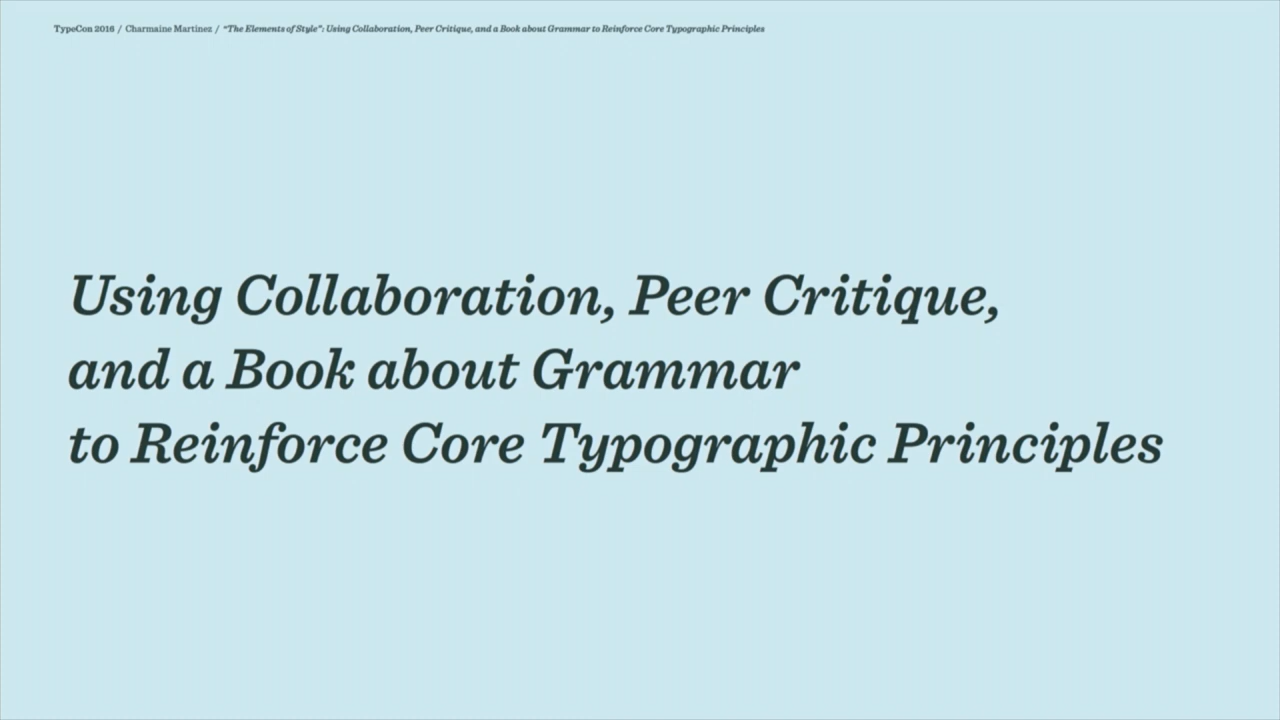 TypeCon 2016 / Charmaine Martinez / “The Elements of Style”: Using Collaboration, Peer Critique, and a Book about Grammar to Reinforce Core Typographic Principles
Using Collaboration, Peer Critique,
and a Book about Grammar
to Reinforce Core Typographic Principles